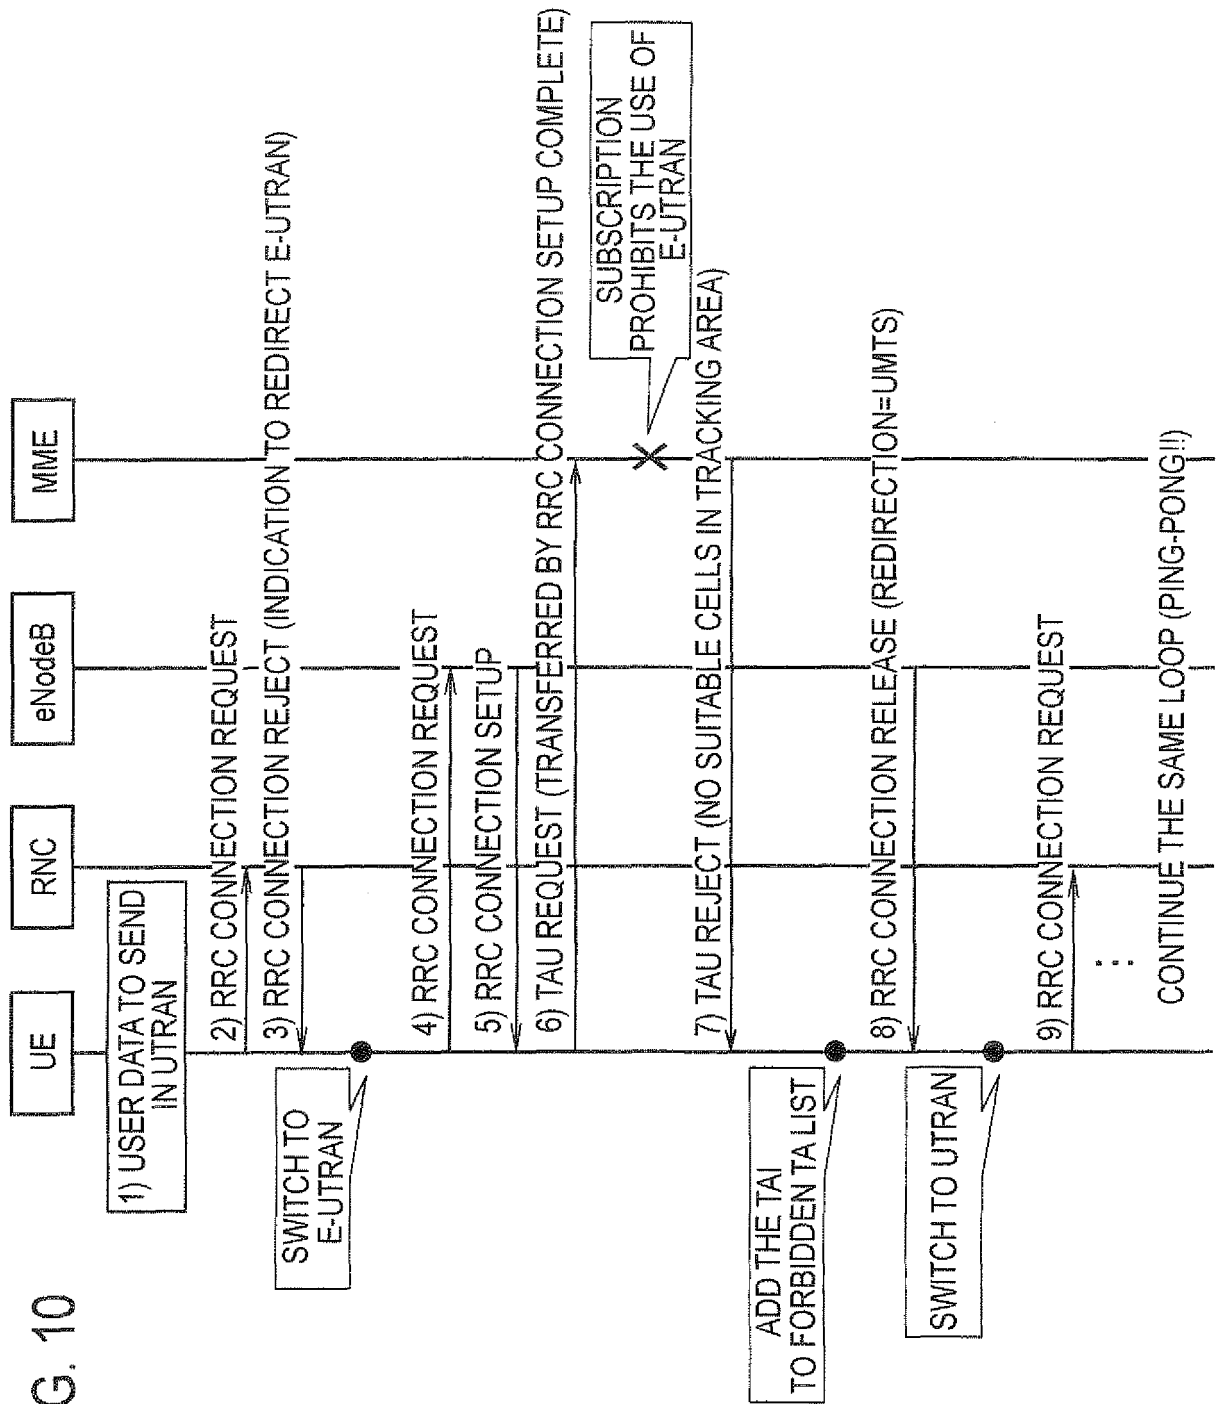 G. 10
UE
RNC
eNodeB
MME
1) USER DATA TO SEND
IN UTRAN
2) RRC CONNECTION REQUEST
3) RRC CONNECTION REJECT (INDICATION TO REDIRECT E-UTRAN)
SWITCH TO
E-UTRAN
4) RRC CONNECTION REQUEST
5) RRC CONNECTION SETUP
6) TAU REQUEST (TRANSFERRED BY RRC CONNECTION SETUP COMPLETE)
SUBSCRIPTION
PROHIBITS THE USE OF
E-UTRAN
7) TAU REJECT (NO SUITABLE CELLS IN TRACKING AREA)
ADD THE TAI
TO FORBIDDEN TA LIST
8) RRC CONNECTION RELEASE (REDIRECTION=UMTS)
SWITCH TO UTRAN
9) RRC CONNECTION REQUEST
...
CONTINUE THE SAME LOOP (PING-PONG!!)